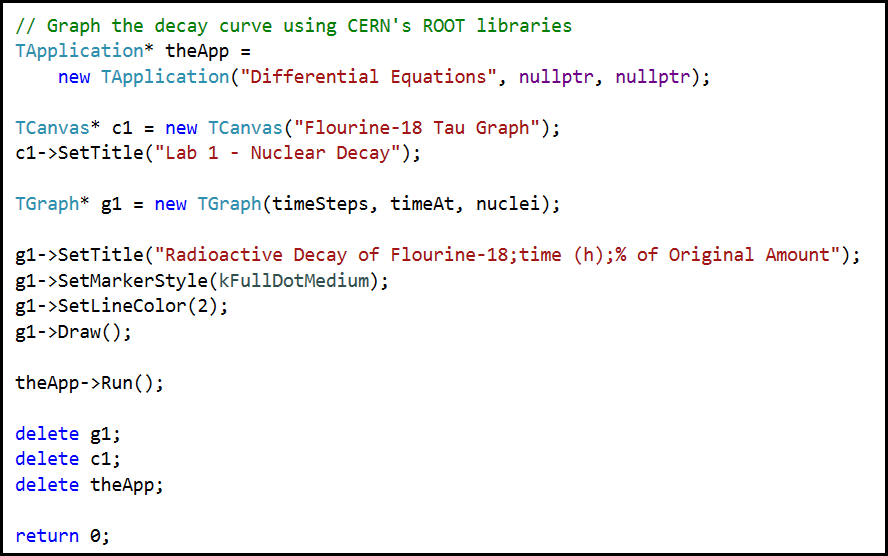 // Graph the decay curve using CERN's ROOT libraries
TApplication* theApp =
    new TApplication("Differential Equations", nullptr, nullptr);

TCanvas* c1 = new TCanvas("Flourine-18 Tau Graph");
c1->SetTitle("Lab 1 - Nuclear Decay");

TGraph* g1 = new TGraph(timeSteps, timeAt, nuclei);

g1->SetTitle("Radioactive Decay of Flourine-18;time (h);% of Original Amount");
g1->SetMarkerStyle(kFullDotMedium);
g1->SetLineColor(2);
g1->Draw();

theApp->Run();

delete g1;
delete c1;
delete theApp;

return 0;